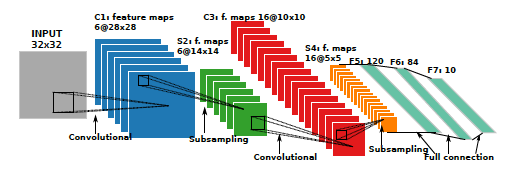 INPUT
32x32
C1: feature maps
6@28x28
S2: f. maps
6@14x14
C3: f. maps 16@10x10
S4: f. maps
16@5x5
F5: 120
F6: 84
F7: 10
Convolutional
Subsampling
Convolutional
Subsampling
Full connection